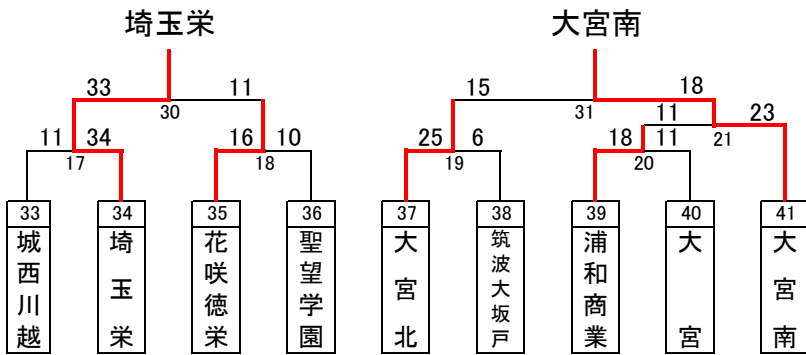 埼玉栄
大宮南
33 11 15 18
30 31
11 34 16 10 25 6 18 11 11 23
17 18 19 20 21
33 34 35 36 37 38 39 40 41
城西川越
埼玉栄
花咲徳栄
聖望学園
大宮北
筑波大坂戸
浦和商業
大宮
大宮南